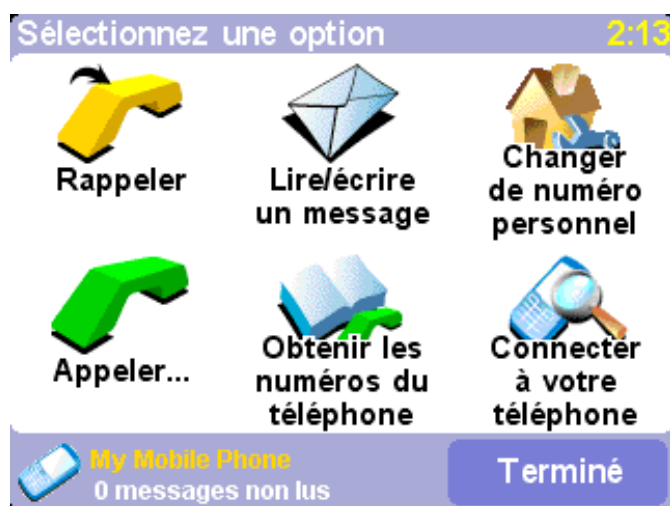 Sélectionnez une option
2:13
Rappeler
Lire/écrire
un message
Changer
de numéro
personnel
Appeler...
Obtenir les
numéros du
téléphone
Connecter
à votre
téléphone
My Mobile Phone
0 messages non lus
Terminé